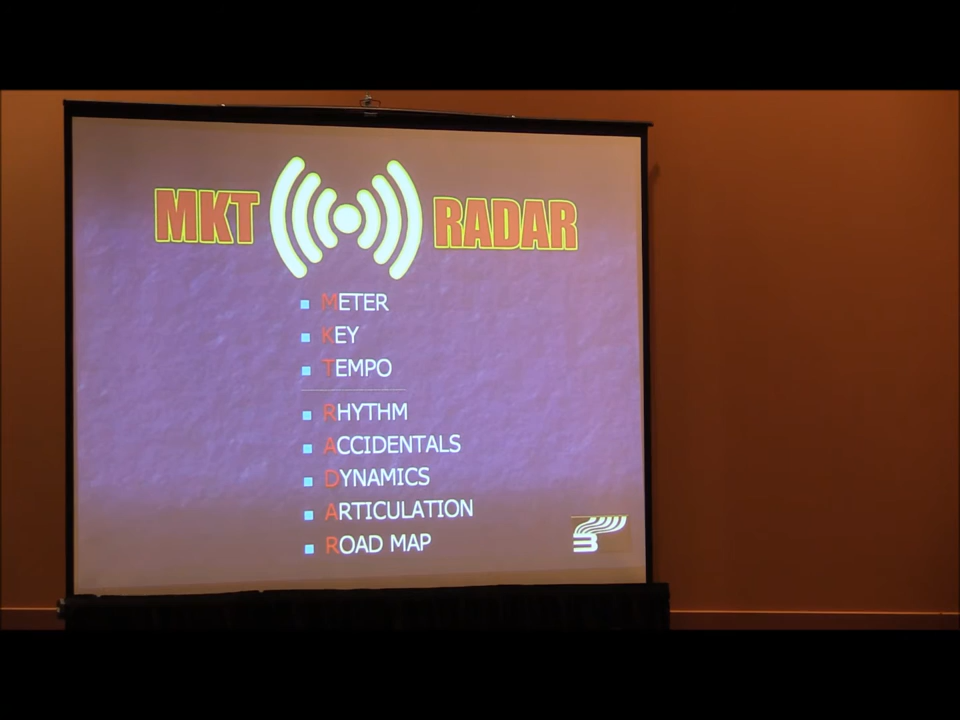 MKT RADAR
METER
KEY
TEMPO
RHYTHM
ACCIDENTALS
DYNAMICS
ARTICULATION
ROAD MAP